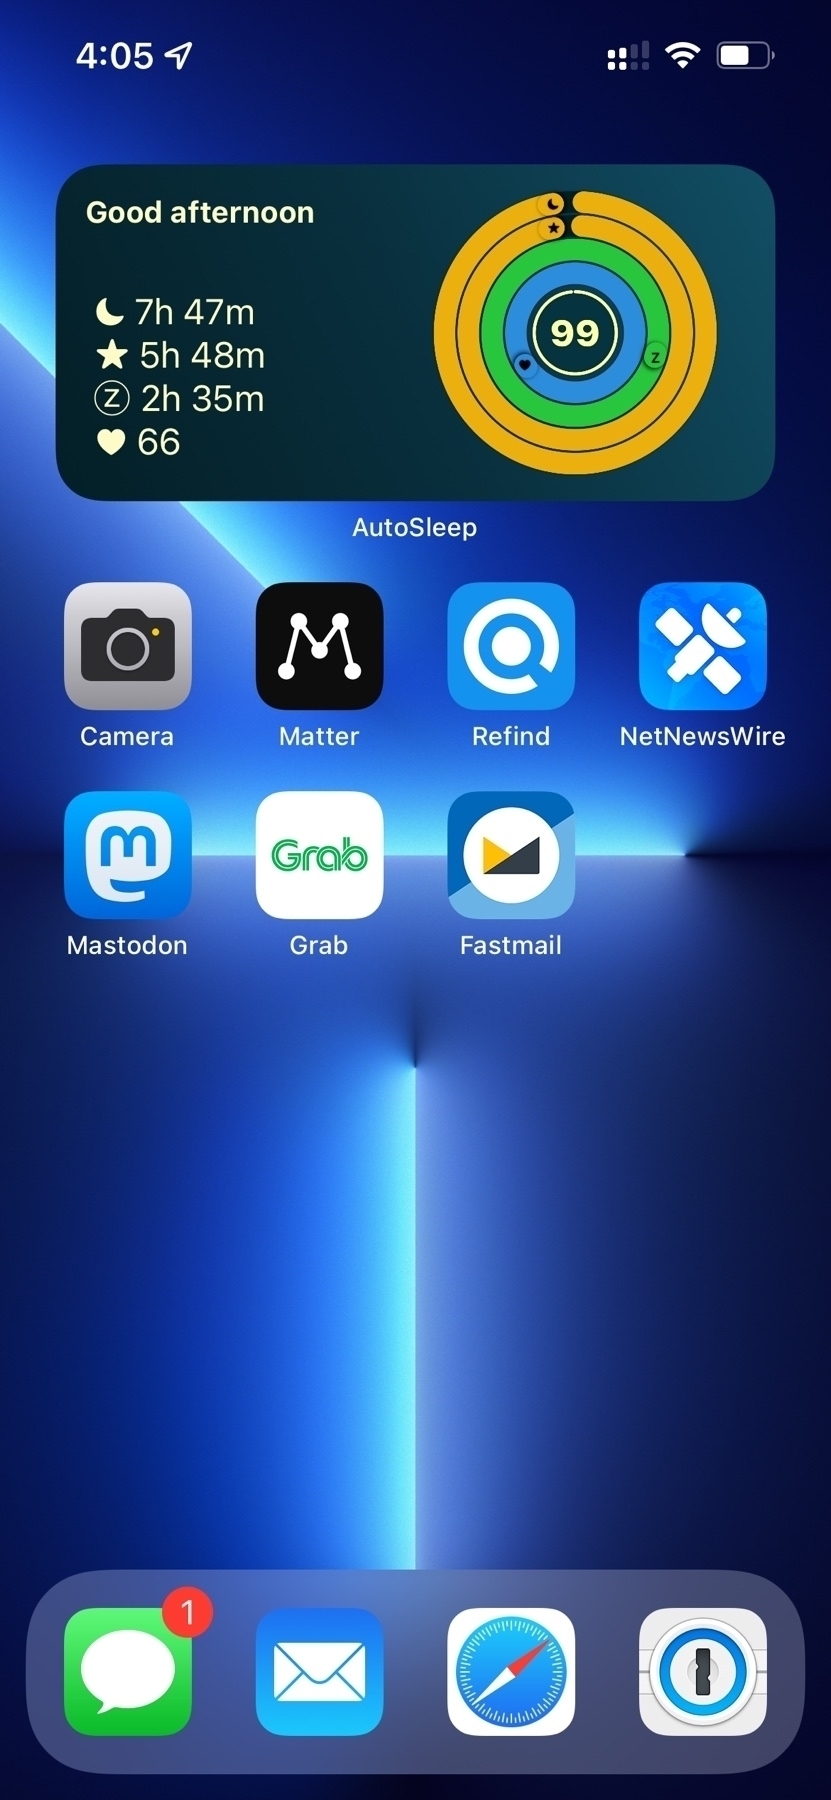 4:05
Good afternoon
7h 47m
5h 48m
Z 2h 35m
66
99
z
AutoSleep
Grab
Camera Matter Refind NetNewsWire
Mastodon Grab Fastmail
1